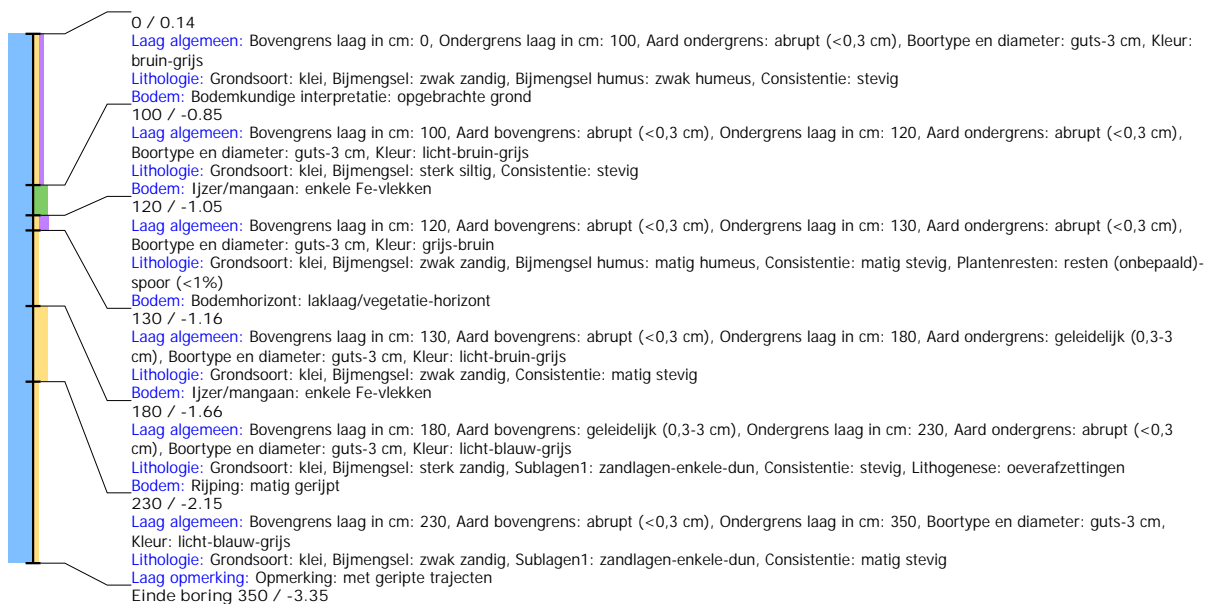 0 / 0.14
Laag algemeen: Bovengrens laag in cm: 0, Ondergrens laag in cm: 100, Aard ondergrens: abrupt (<0,3 cm), Boortype en diameter: guts-3 cm, Kleur:
bruin-grijs
Lithologie: Grondsoort: klei, Bijmengsel: zwak zandig, Bijmengsel humus: zwak humeus, Consistentie: stevig
Bodem: Bodemkundige interpretatie: opgebrachte grond
100 / -0.85
Laag algemeen: Bovengrens laag in cm: 100, Aard bovengrens: abrupt (<0,3 cm), Ondergrens laag in cm: 120, Aard ondergrens: abrupt (<0,3 cm),
Boortype en diameter: guts-3 cm, Kleur: licht-bruin-grijs
Lithologie: Grondsoort: klei, Bijmengsel: sterk siltig, Consistentie: stevig
Bodem: Ijzer/mangaan: enkele Fe-vlekken
120 / -1.05
Laag algemeen: Bovengrens laag in cm: 120, Aard bovengrens: abrupt (<0,3 cm), Ondergrens laag in cm: 130, Aard ondergrens: abrupt (<0,3 cm),
Boortype en diameter: guts-3 cm, Kleur: grijs-bruin
Lithologie: Grondsoort: klei, Bijmengsel: zwak zandig, Bijmengsel humus: matig humeus, Consistentie: matig stevig, Plantenresten: resten (onbepaald)-
spoor (<1%)
Bodem: Bodemhorizont: laklaag/vegetatie-horizont
130 / -1.16
Laag algemeen: Bovengrens laag in cm: 130, Aard bovengrens: abrupt (<0,3 cm), Ondergrens laag in cm: 180, Aard ondergrens: geleidelijk (0,3-3
cm), Boortype en diameter: guts-3 cm, Kleur: licht-bruin-grijs
Lithologie: Grondsoort: klei, Bijmengsel: zwak zandig, Consistentie: matig stevig
Bodem: Ijzer/mangaan: enkele Fe-vlekken
180 / -1.66
Laag algemeen: Bovengrens laag in cm: 180, Aard bovengrens: geleidelijk (0,3-3 cm), Ondergrens laag in cm: 230, Aard ondergrens: abrupt (<0,3
cm), Boortype en diameter: guts-3 cm, Kleur: licht-blauw-grijs
Lithologie: Grondsoort: klei, Bijmengsel: sterk zandig, Sublagen1: zandlagen-enkele-dun, Consistentie: stevig, Lithogenese: oeverafzettingen
Bodem: Rijping: matig gerijpt
230 / -2.15
Laag algemeen: Bovengrens laag in cm: 230, Aard bovengrens: abrupt (<0,3 cm), Ondergrens laag in cm: 350, Boortype en diameter: guts-3 cm,
Kleur: licht-blauw-grijs
Lithologie: Grondsoort: klei, Bijmengsel: zwak zandig, Sublagen1: zandlagen-enkele-dun, Consistentie: matig stevig
Laag opmerking: Opmerking: met geripte trajecten
Einde boring 350 / -3.35